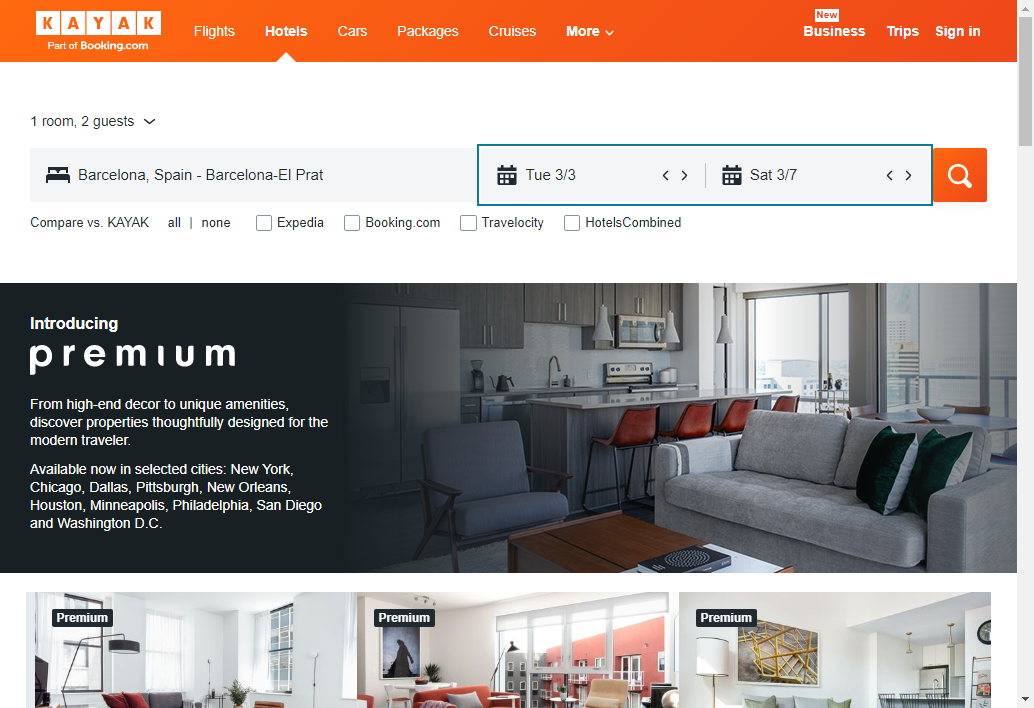 KAYAK
Part of Booking.com
Flights
Hotels
Cars
Packages
Cruises
More
New
Business
Trips
Sign in
1 room, 2 guests
Barcelona, Spain - Barcelona-El Prat
Tue 3/3
Sat 3/7
Compare vs. KAYAK
all | none
Expedia
Booking.com
Travelocity
HotelsCombined
Introducing
premium
From high-end decor to unique amenities,
discover properties thoughtfully designed for the
modern traveler.
Available now in selected cities: New York,
Chicago, Dallas, Pittsburgh, New Orleans,
Houston, Minneapolis, Philadelphia, San Diego
and Washington D.C.
Premium
Premium
Premium